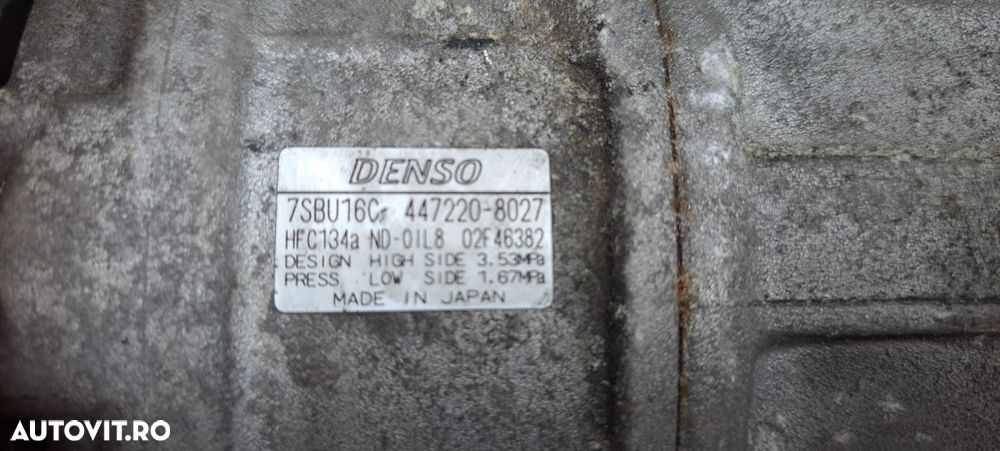 DENSO
7SBU16C 447220-8027
HFC134a ND-OIL8 02F46382
DESIGN HIGH SIDE 3.53MPa
PRESS LOW SIDE 1.67MPa
MADE IN JAPAN
AUTOVIT.RO